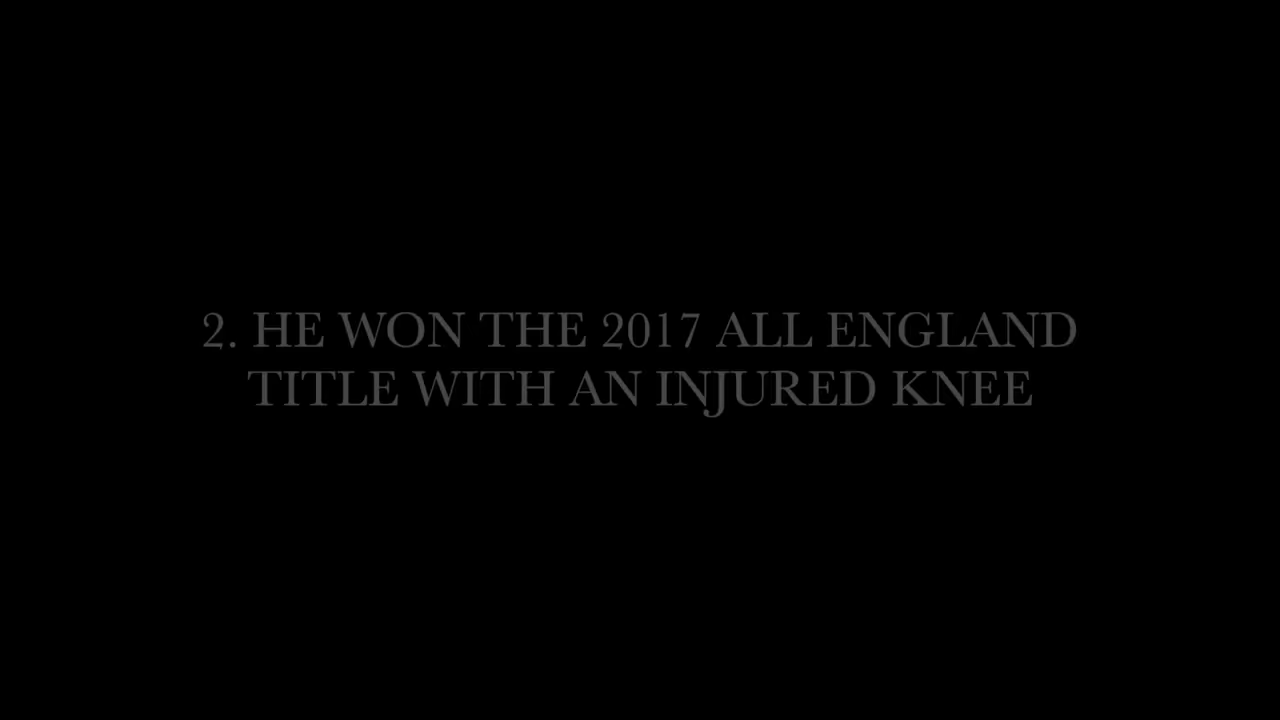 2. HE WON THE 2017 ALL ENGLAND
TITLE WITH AN INJURED KNEE